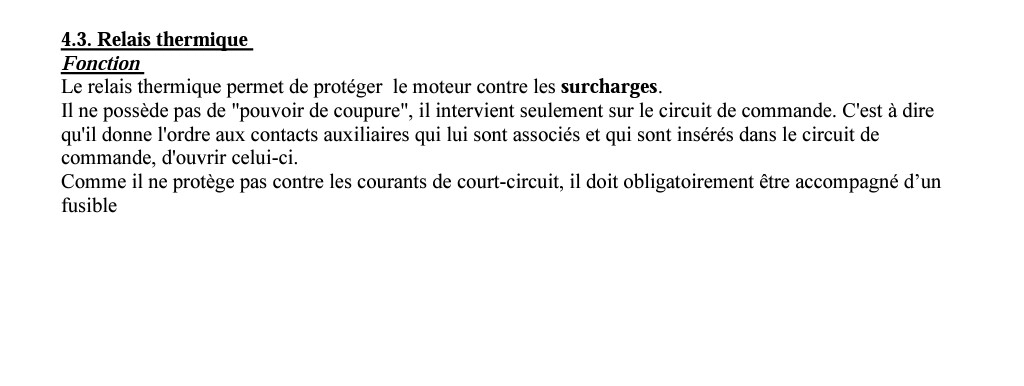 4.3. Relais thermique
Fonction
Le relais thermique permet de protéger  le moteur contre les surcharges.
Il ne possède pas de "pouvoir de coupure", il intervient seulement sur le circuit de commande. C'est à dire
qu'il donne l'ordre aux contacts auxiliaires qui lui sont associés et qui sont insérés dans le circuit de
commande, d'ouvrir celui-ci.
Comme il ne protège pas contre les courants de court-circuit, il doit obligatoirement être accompagné d’un
fusible